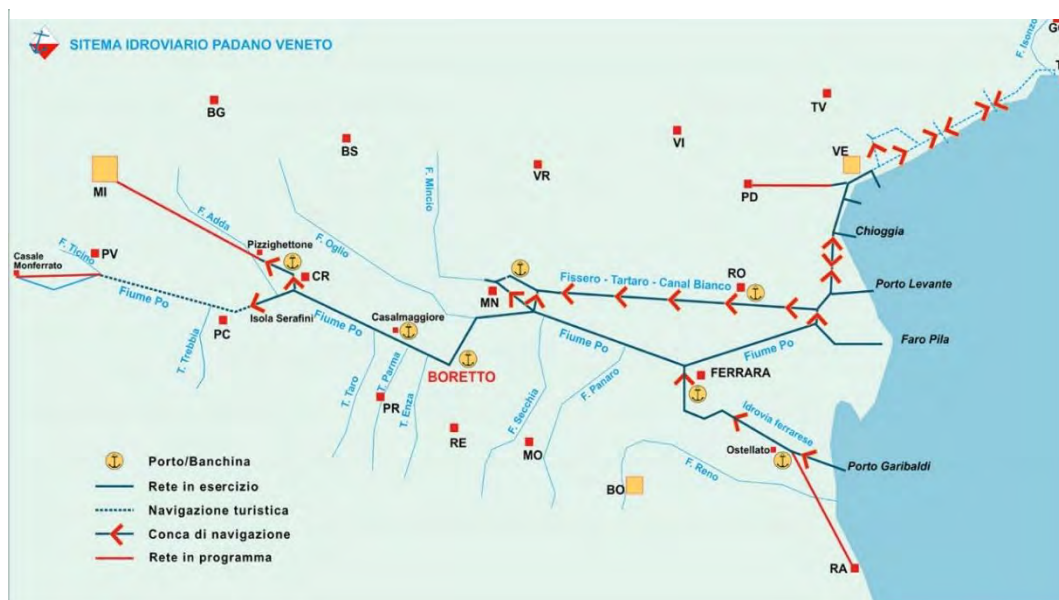 SITEMA IDROVIARIO PADANO VENETO
GO
F. Isonzo
T
BG
TV
BS
VI
VE
VR
MI
F. Mincio
PD
F. Adda
F. Oglio
Chioggia
Pizzighettone
PV
F. Ticino
Casale
Monferrato
CR
Fissero - Tartaro - Canal Bianco
RO
MN
Porto Levante
Fiume Po
Isola Serafini
Fiume Po
Casalmaggiore
PC
Fiume Po
Fiume Po
Faro Pila
T. Trebbia
BORETTO
FERRARA
T. Taro
T. Parma
T. Enza
F. Secchia
F. Panaro
PR
RE
MO
Idrovia ferrarese
Ostellato
Porto Garibaldi
F. Reno
BO
RA
Porto/Banchina
Rete in esercizio
Navigazione turistica
Conca di navigazione
Rete in programma